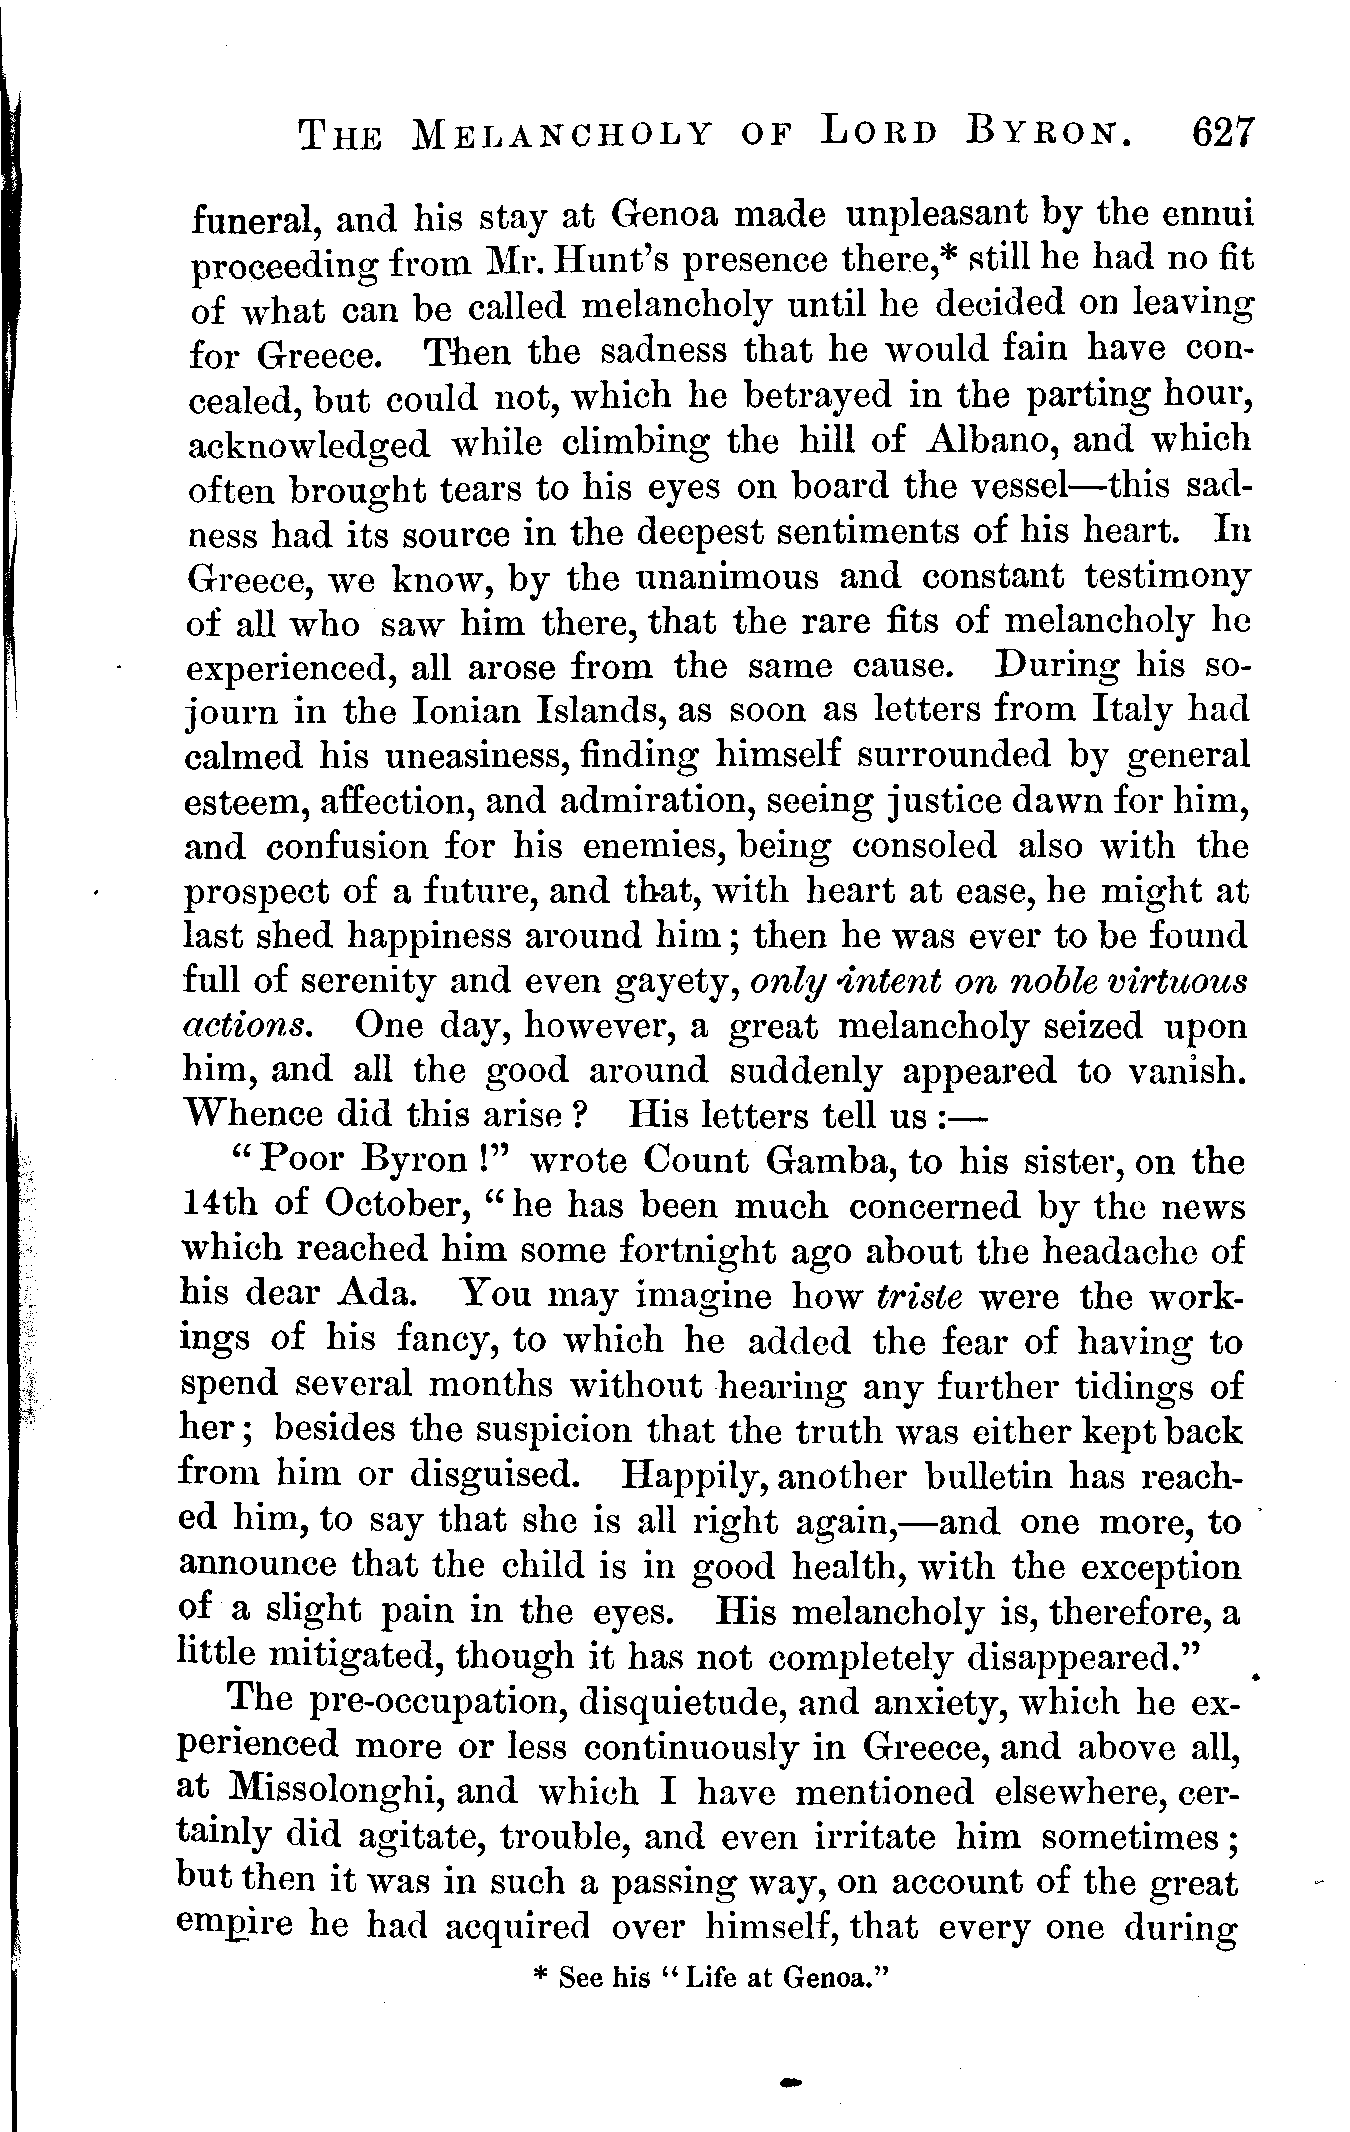 THE MELANCHOLY OF LORD BYRON. 627
funeral, and his stay at Genoa made unpleasant by the ennui
proceeding from Mr. Hunt's presence there,* still he had no fit
of what can be called melancholy until he decided on leaving
for Greece. Then the sadness that he would fain have con-
cealed, but could not, which he betrayed in the parting hour,
acknowledged while climbing the hill of Albano, and which
often brought tears to his eyes on board the vessel—this sad-
ness had its source in the deepest sentiments of his heart. In
Greece, we know, by the unanimous and constant testimony
of all who saw him there, that the rare fits of melancholy he
experienced, all arose from the same cause. During his so-
journ in the Ionian Islands, as soon as letters from Italy had
calmed his uneasiness, finding himself surrounded by general
esteem, affection, and admiration, seeing justice dawn for him,
and confusion for his enemies, being consoled also with the
prospect of a future, and that, with heart at ease, he might at
last shed happiness around him; then he was ever to be found
full of serenity and even gayety, only intent on noble virtuous
actions. One day, however, a great melancholy seized upon
him, and all the good around suddenly appeared to vanish.
Whence did this arise? His letters tell us:—
"Poor Byron!" wrote Count Gamba, to his sister, on the
14th of October, "he has been much concerned by the news
which reached him some fortnight ago about the headache of
his dear Ada. You may imagine how triste were the work-
ings of his fancy, to which he added the fear of having to
spend several months without hearing any further tidings of
her; besides the suspicion that the truth was either kept back
from him or disguised. Happily, another bulletin has reach-
ed him, to say that she is all right again,—and one more, to
announce that the child is in good health, with the exception
of a slight pain in the eyes. His melancholy is, therefore, a
little mitigated, though it has not completely disappeared."
The pre-occupation, disquietude, and anxiety, which he ex-
perienced more or less continuously in Greece, and above all,
at Missolonghi, and which I have mentioned elsewhere, cer-
tainly did agitate, trouble, and even irritate him sometimes;
but then it was in such a passing way, on account of the great
empire he had acquired over himself, that every one during
* See his "Life at Genoa."